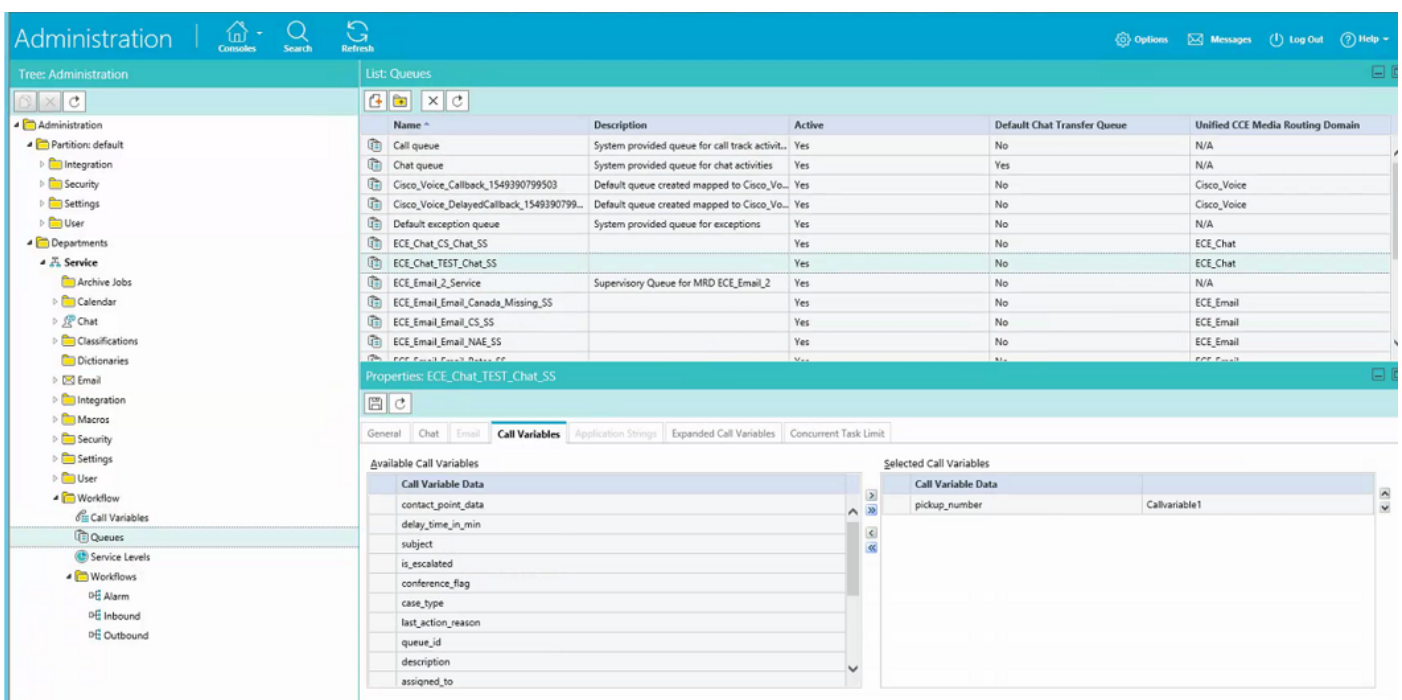 Administration Consoles Search Refresh Options Messages Log Out Help
Tree: Administration
Administration
Partition: default
Integration
Security
Settings
User
Departments
Service
Archive Jobs
Calendar
Chat
Classifications
Dictionaries
Email
Integration
Macros
Security
Settings
User
Workflow
Call Variables
Queues
Service Levels
Workflows
Alarm
Inbound
Outbound
List: Queues
Name Description Active Default Chat Transfer Queue Unified CCE Media Routing Domain
Call queue System provided queue for call track activit... Yes No N/A
Chat queue System provided queue for chat activities Yes Yes N/A
Cisco_Voice_Callback_1549390799503 Default queue created mapped to Cisco_Vo... Yes No Cisco_Voice
Cisco_Voice_DelayedCallback_1549390799... Default queue created mapped to Cisco_Vo... Yes No Cisco_Voice
Default exception queue System provided queue for exceptions Yes No N/A
ECE_Chat_CS_Chat_SS Yes No ECE_Chat
ECE_Chat_TEST_Chat_SS Yes No ECE_Chat
ECE_Email_2_Service Supervisory Queue for MRD ECE_Email_2 Yes No N/A
ECE_Email_Email_Canada_Missing_SS Yes No ECE_Email
ECE_Email_Email_CS_SS Yes No ECE_Email
ECE_Email_Email_NAE_SS Yes No ECE_Email
Properties: ECE_Chat_TEST_Chat_SS
General Chat Email Call Variables Application Strings Expanded Call Variables Concurrent Task Limit
Available Call Variables Selected Call Variables
Call Variable Data Call Variable Data
contact_point_data pickup_number Callvariable1
delay_time_in_min
subject
is_escalated
conference_flag
case_type
last_action_reason
queue_id
description
assigned_to